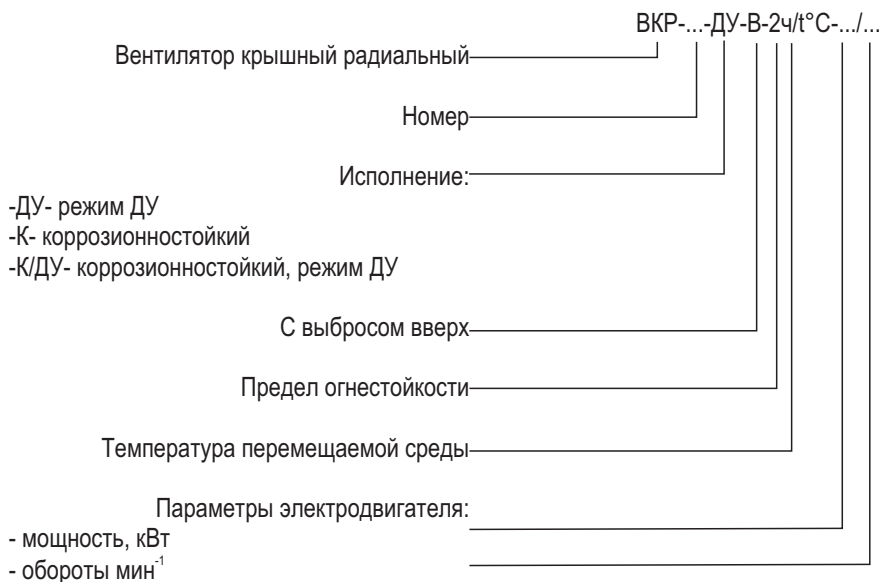 ВКР-...-ДУ-В-2ч/t°С-.../...
Вентилятор крышный радиальный
Номер
Исполнение:
-ДУ- режим ДУ
-К- коррозионностойкий
-К/ДУ- коррозионностойкий, режим ДУ
С выбросом вверх
Предел огнестойкости
Температура перемещаемой среды
Параметры электродвигателя:
- мощность, кВт
- обороты мин⁻¹